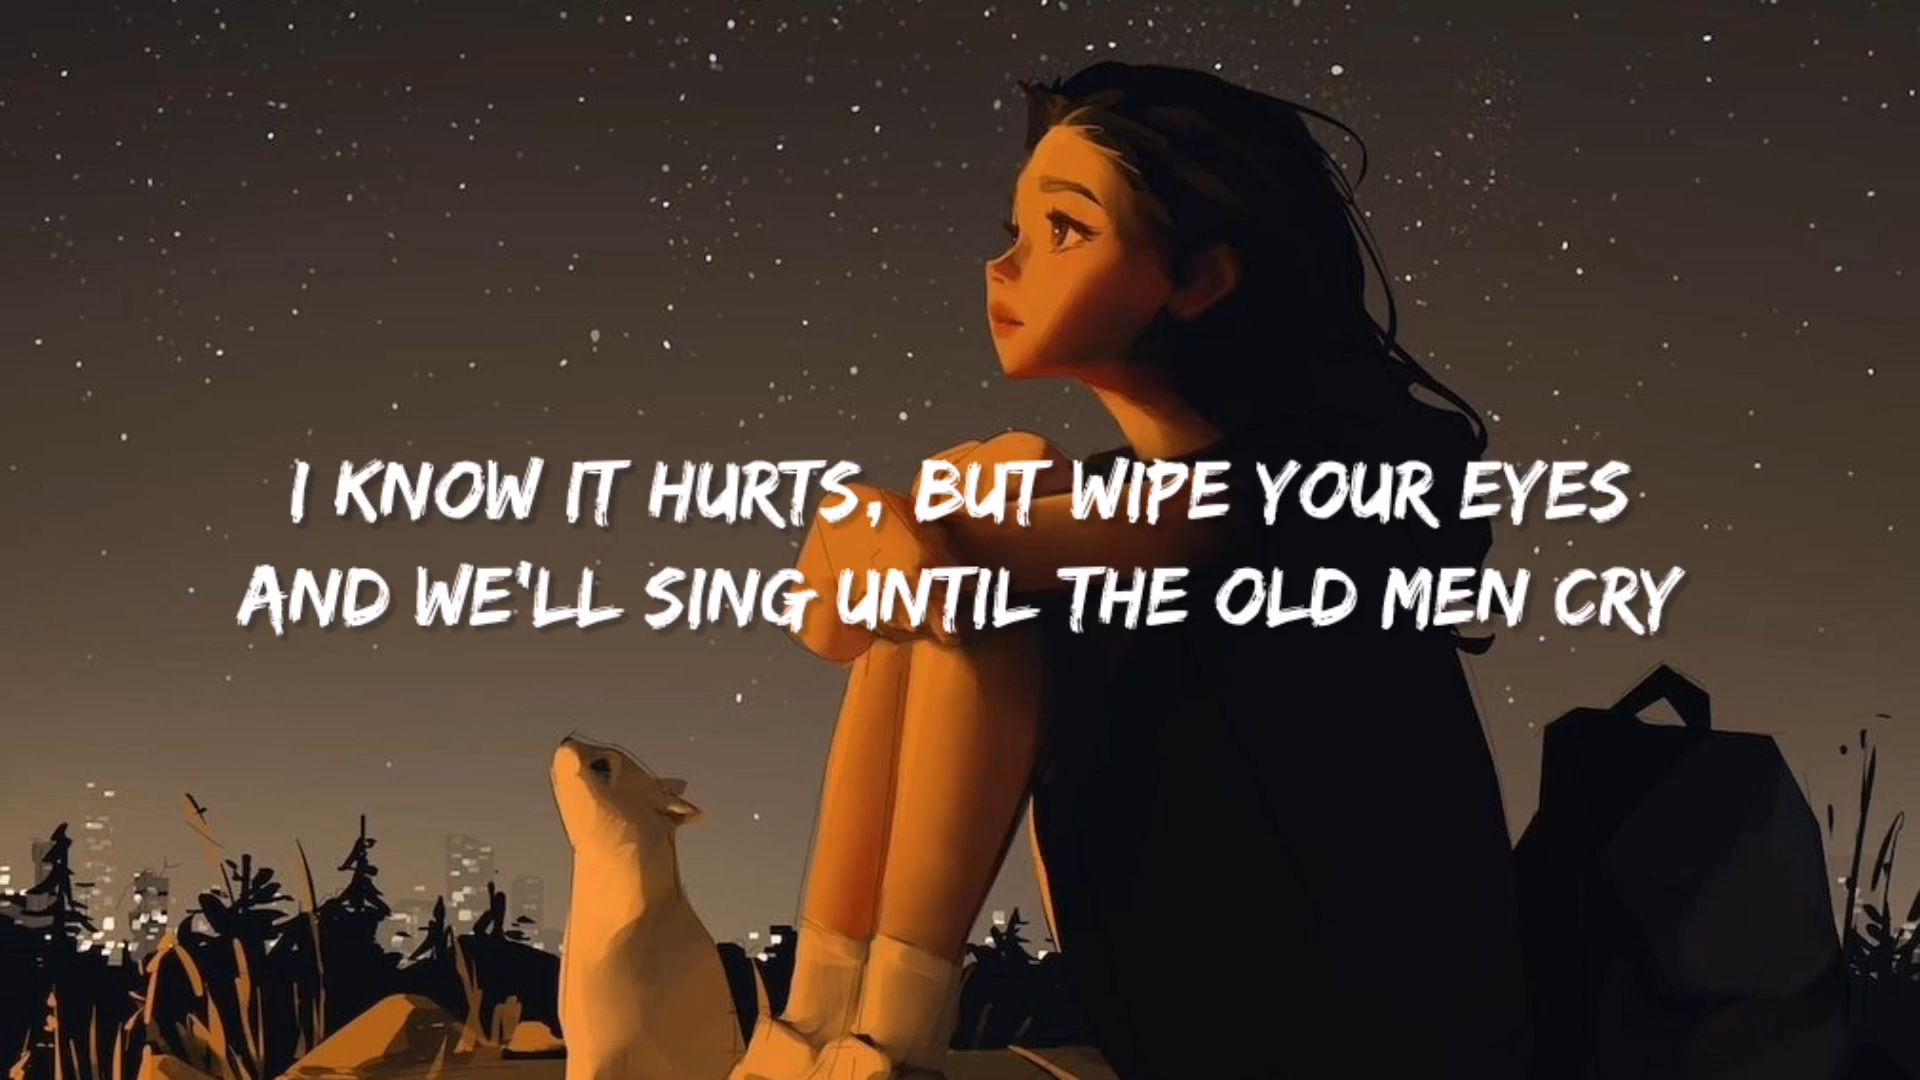 I KNOW IT HURTS, BUT WIPE YOUR EYES
AND WE'LL SING UNTIL THE OLD MEN CRY